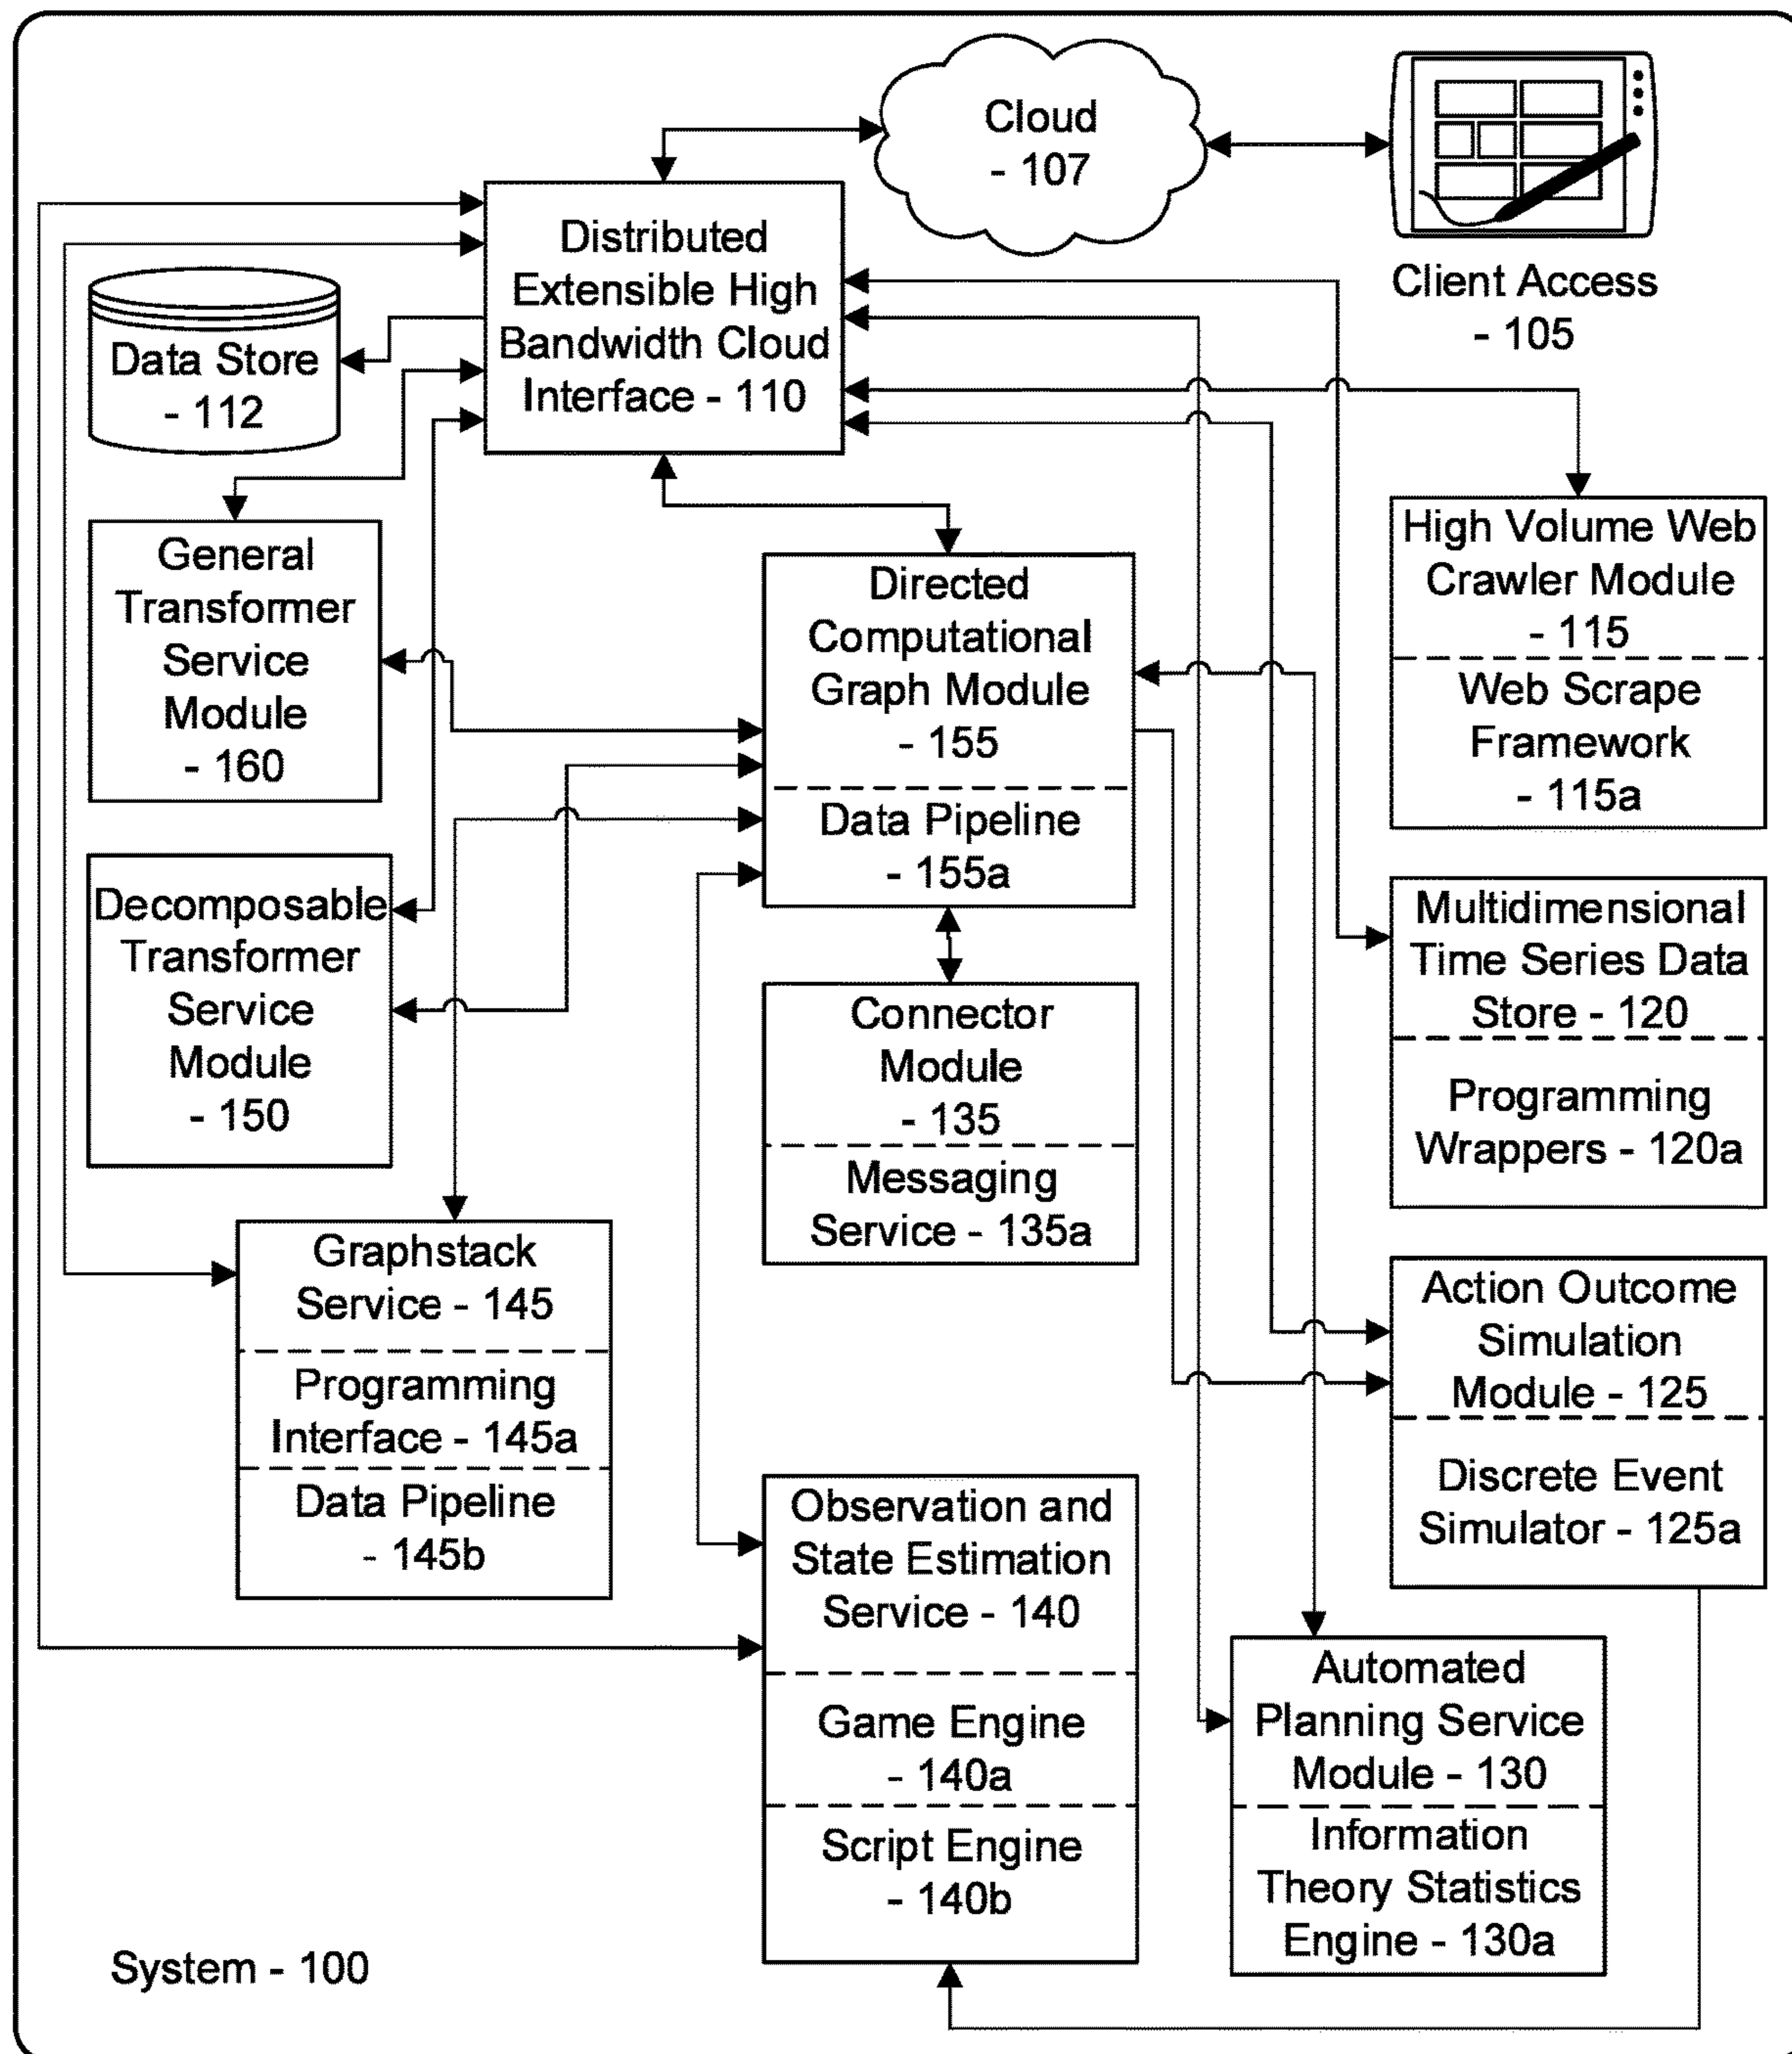 Cloud
- 107
Client Access
- 105
Distributed
Extensible High
Bandwidth Cloud
Interface - 110
Data Store
- 112
General
Transformer
Service
Module
- 160
Directed
Computational
Graph Module
- 155
Data Pipeline
- 155a
High Volume Web
Crawler Module
- 115
Web Scrape
Framework
- 115a
Decomposable
Transformer
Service
Module
- 150
Connector
Module
- 135
Messaging
Service - 135a
Multidimensional
Time Series Data
Store - 120
Programming
Wrappers - 120a
Graphstack
Service - 145
Programming
Interface - 145a
Data Pipeline
- 145b
Action Outcome
Simulation
Module - 125
Discrete Event
Simulator - 125a
Observation and
State Estimation
Service - 140
Game Engine
- 140a
Script Engine
- 140b
Automated
Planning Service
Module - 130
Information
Theory Statistics
Engine - 130a
System - 100